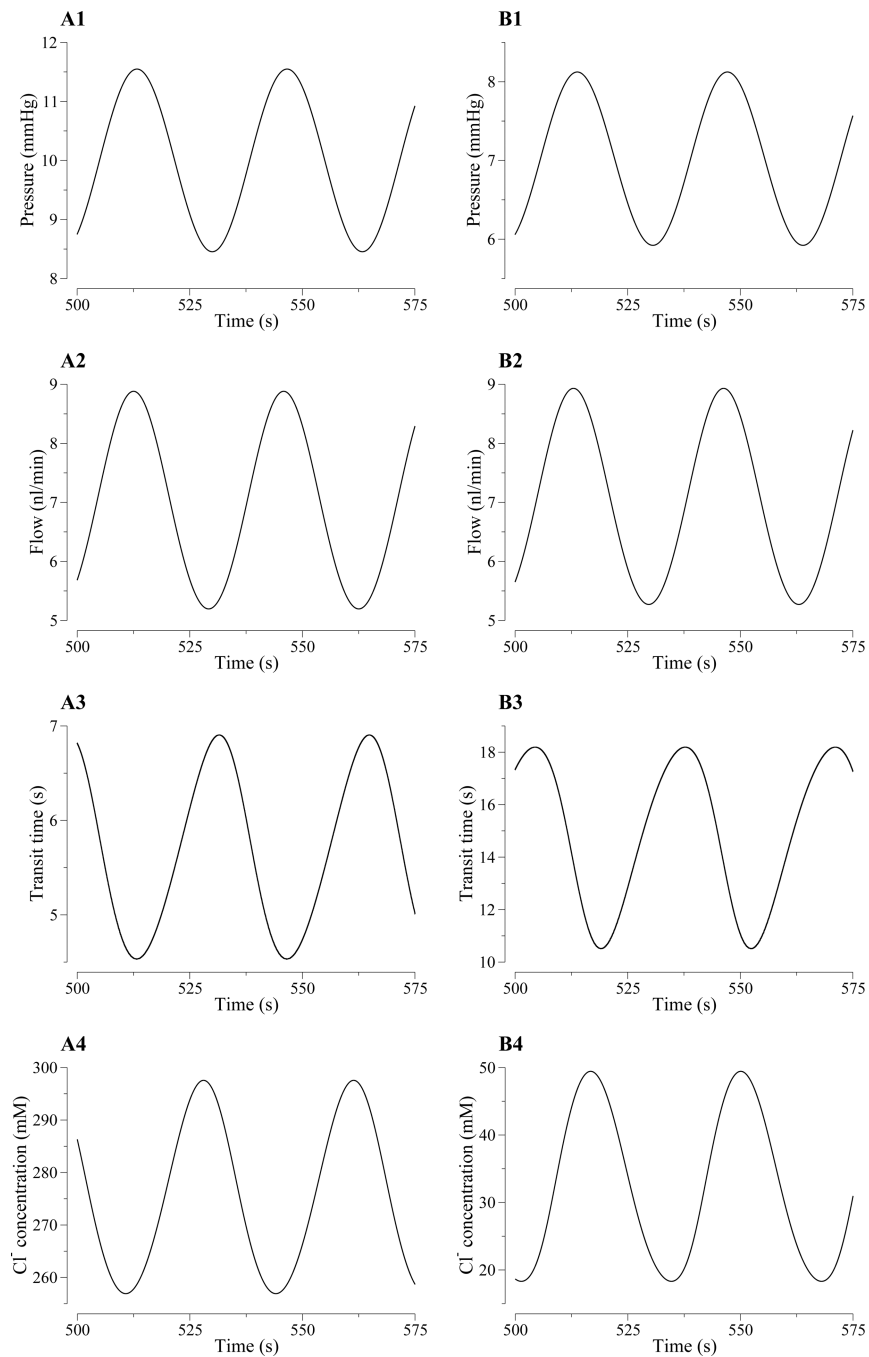 A1
12
11
10
9
8
Pressure (mmHg)
500 525 550 575
Time (s)
B1
8
7
6
Pressure (mmHg)
500 525 550 575
Time (s)
A2
9
8
7
6
5
Flow (nl/min)
500 525 550 575
Time (s)
B2
9
8
7
6
5
Flow (nl/min)
500 525 550 575
Time (s)
A3
7
6
5
Transit time (s)
500 525 550 575
Time (s)
B3
18
16
14
12
10
Transit time (s)
500 525 550 575
Time (s)
A4
300
290
280
270
260
Cl⁻ concentration (mM)
500 525 550 575
Time (s)
B4
50
40
30
20
Cl⁻ concentration (mM)
500 525 550 575
Time (s)